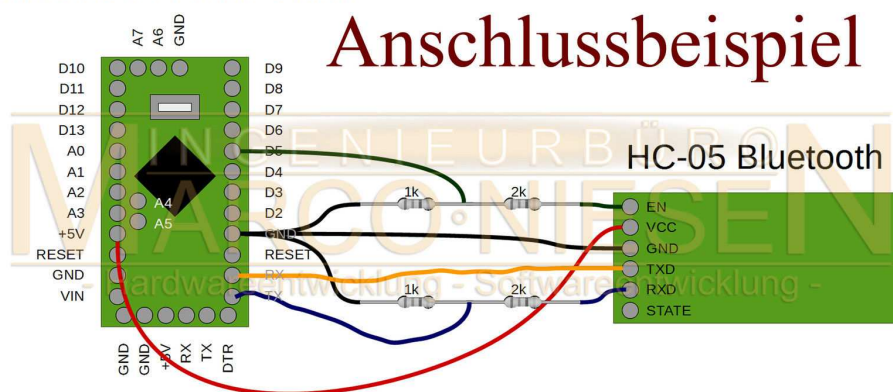 Anschlussbeispiel
A7 A6 GND
D10 D9
D11 D8
D12 D7
D13 D6
A0 D5
A1 D4
A2 D3
A3 D2
A4
A5
+5V GND
RESET RESET
GND RX
VIN TX
GND GND +5V RX TX DTR
1k 2k
1k 2k
HC-05 Bluetooth
EN
VCC
GND
TXD
RXD
STATE
INGENIEURBÜRO
MARCO NIESEN
- Hardwareentwicklung - Softwareentwicklung -